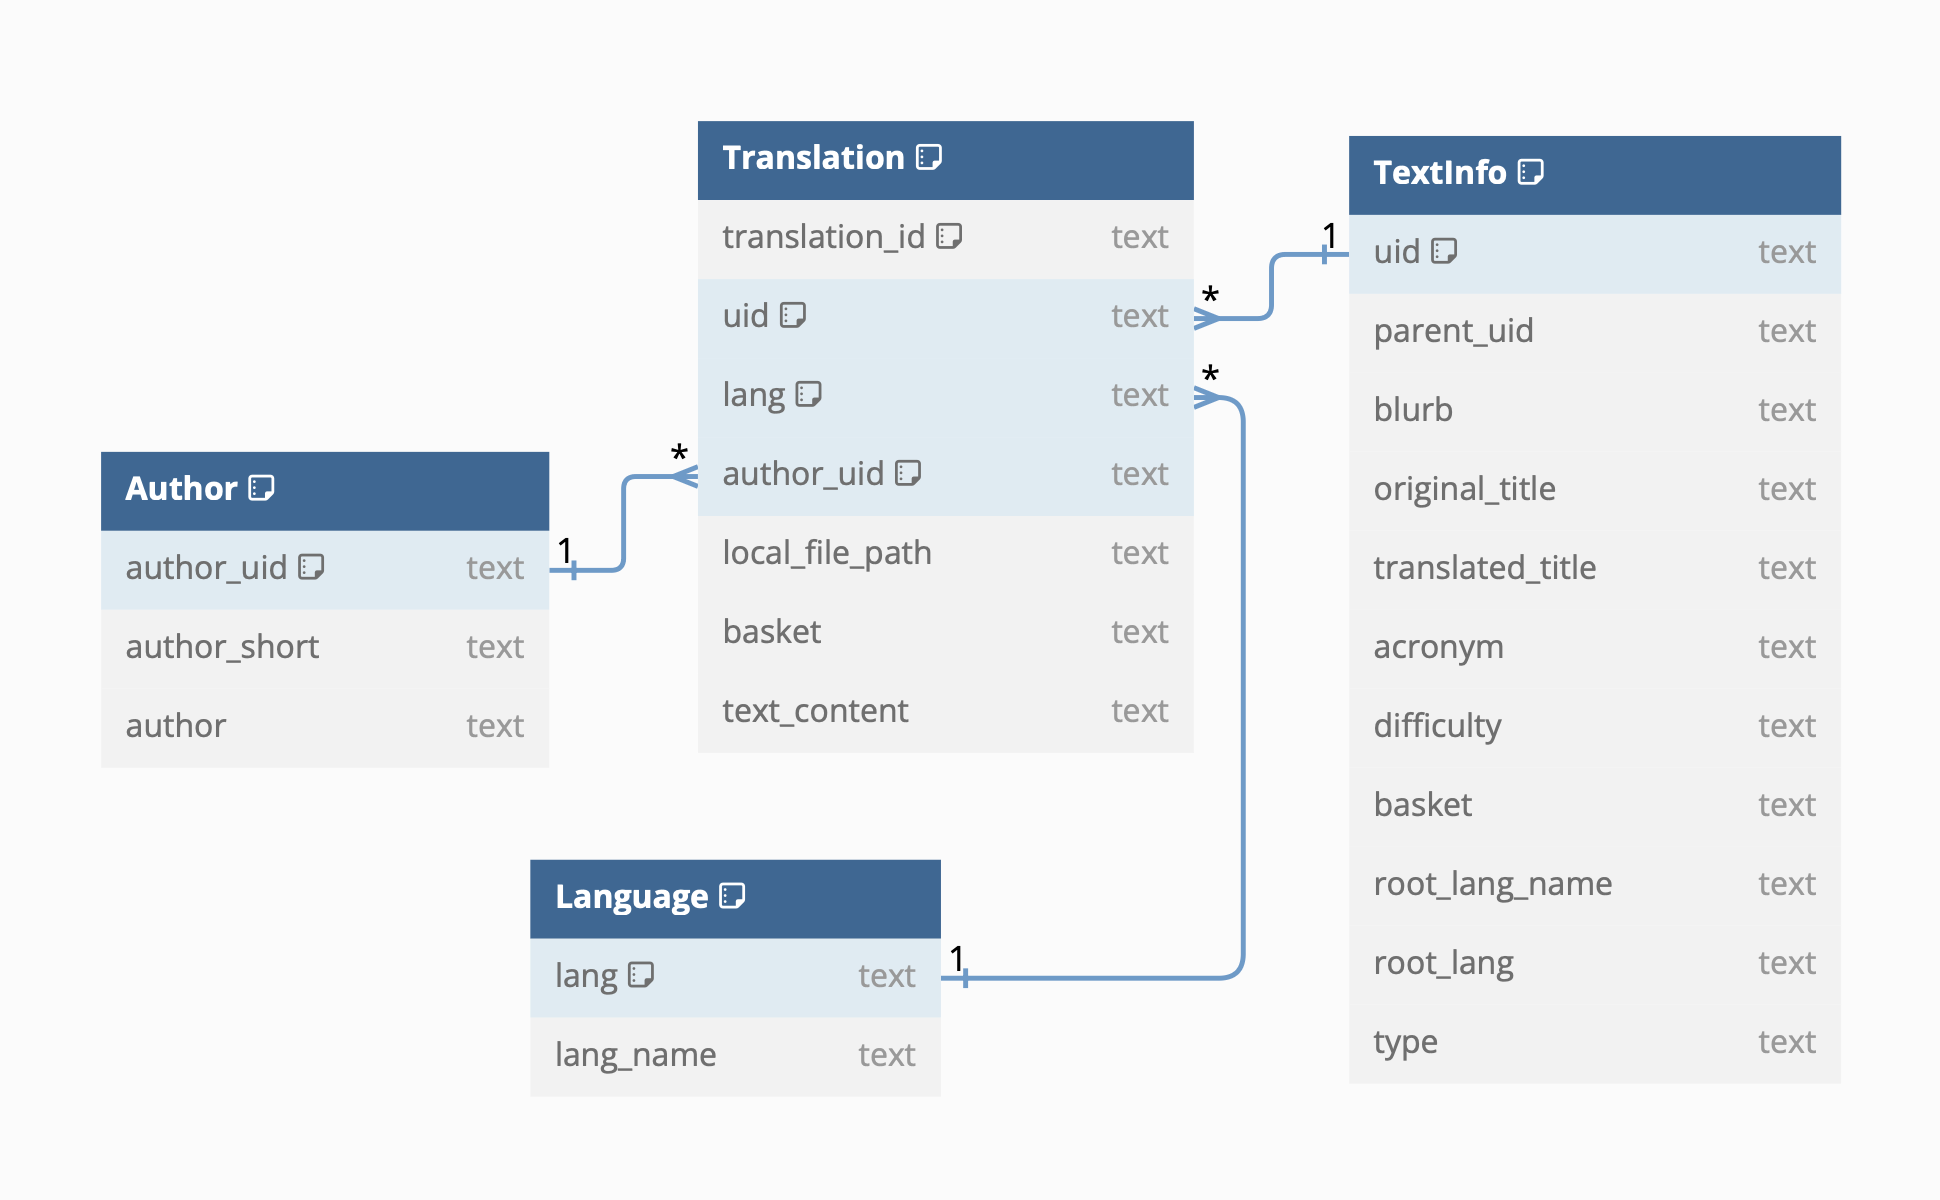 Translation
translation_id text
uid text
lang text
author_uid text
local_file_path text
basket text
text_content text
TextInfo
uid text
parent_uid text
blurb text
original_title text
translated_title text
acronym text
difficulty text
basket text
root_lang_name text
root_lang text
type text
Author
author_uid text
author_short text
author text
Language
lang text
lang_name text
1
*
*
1
*
1